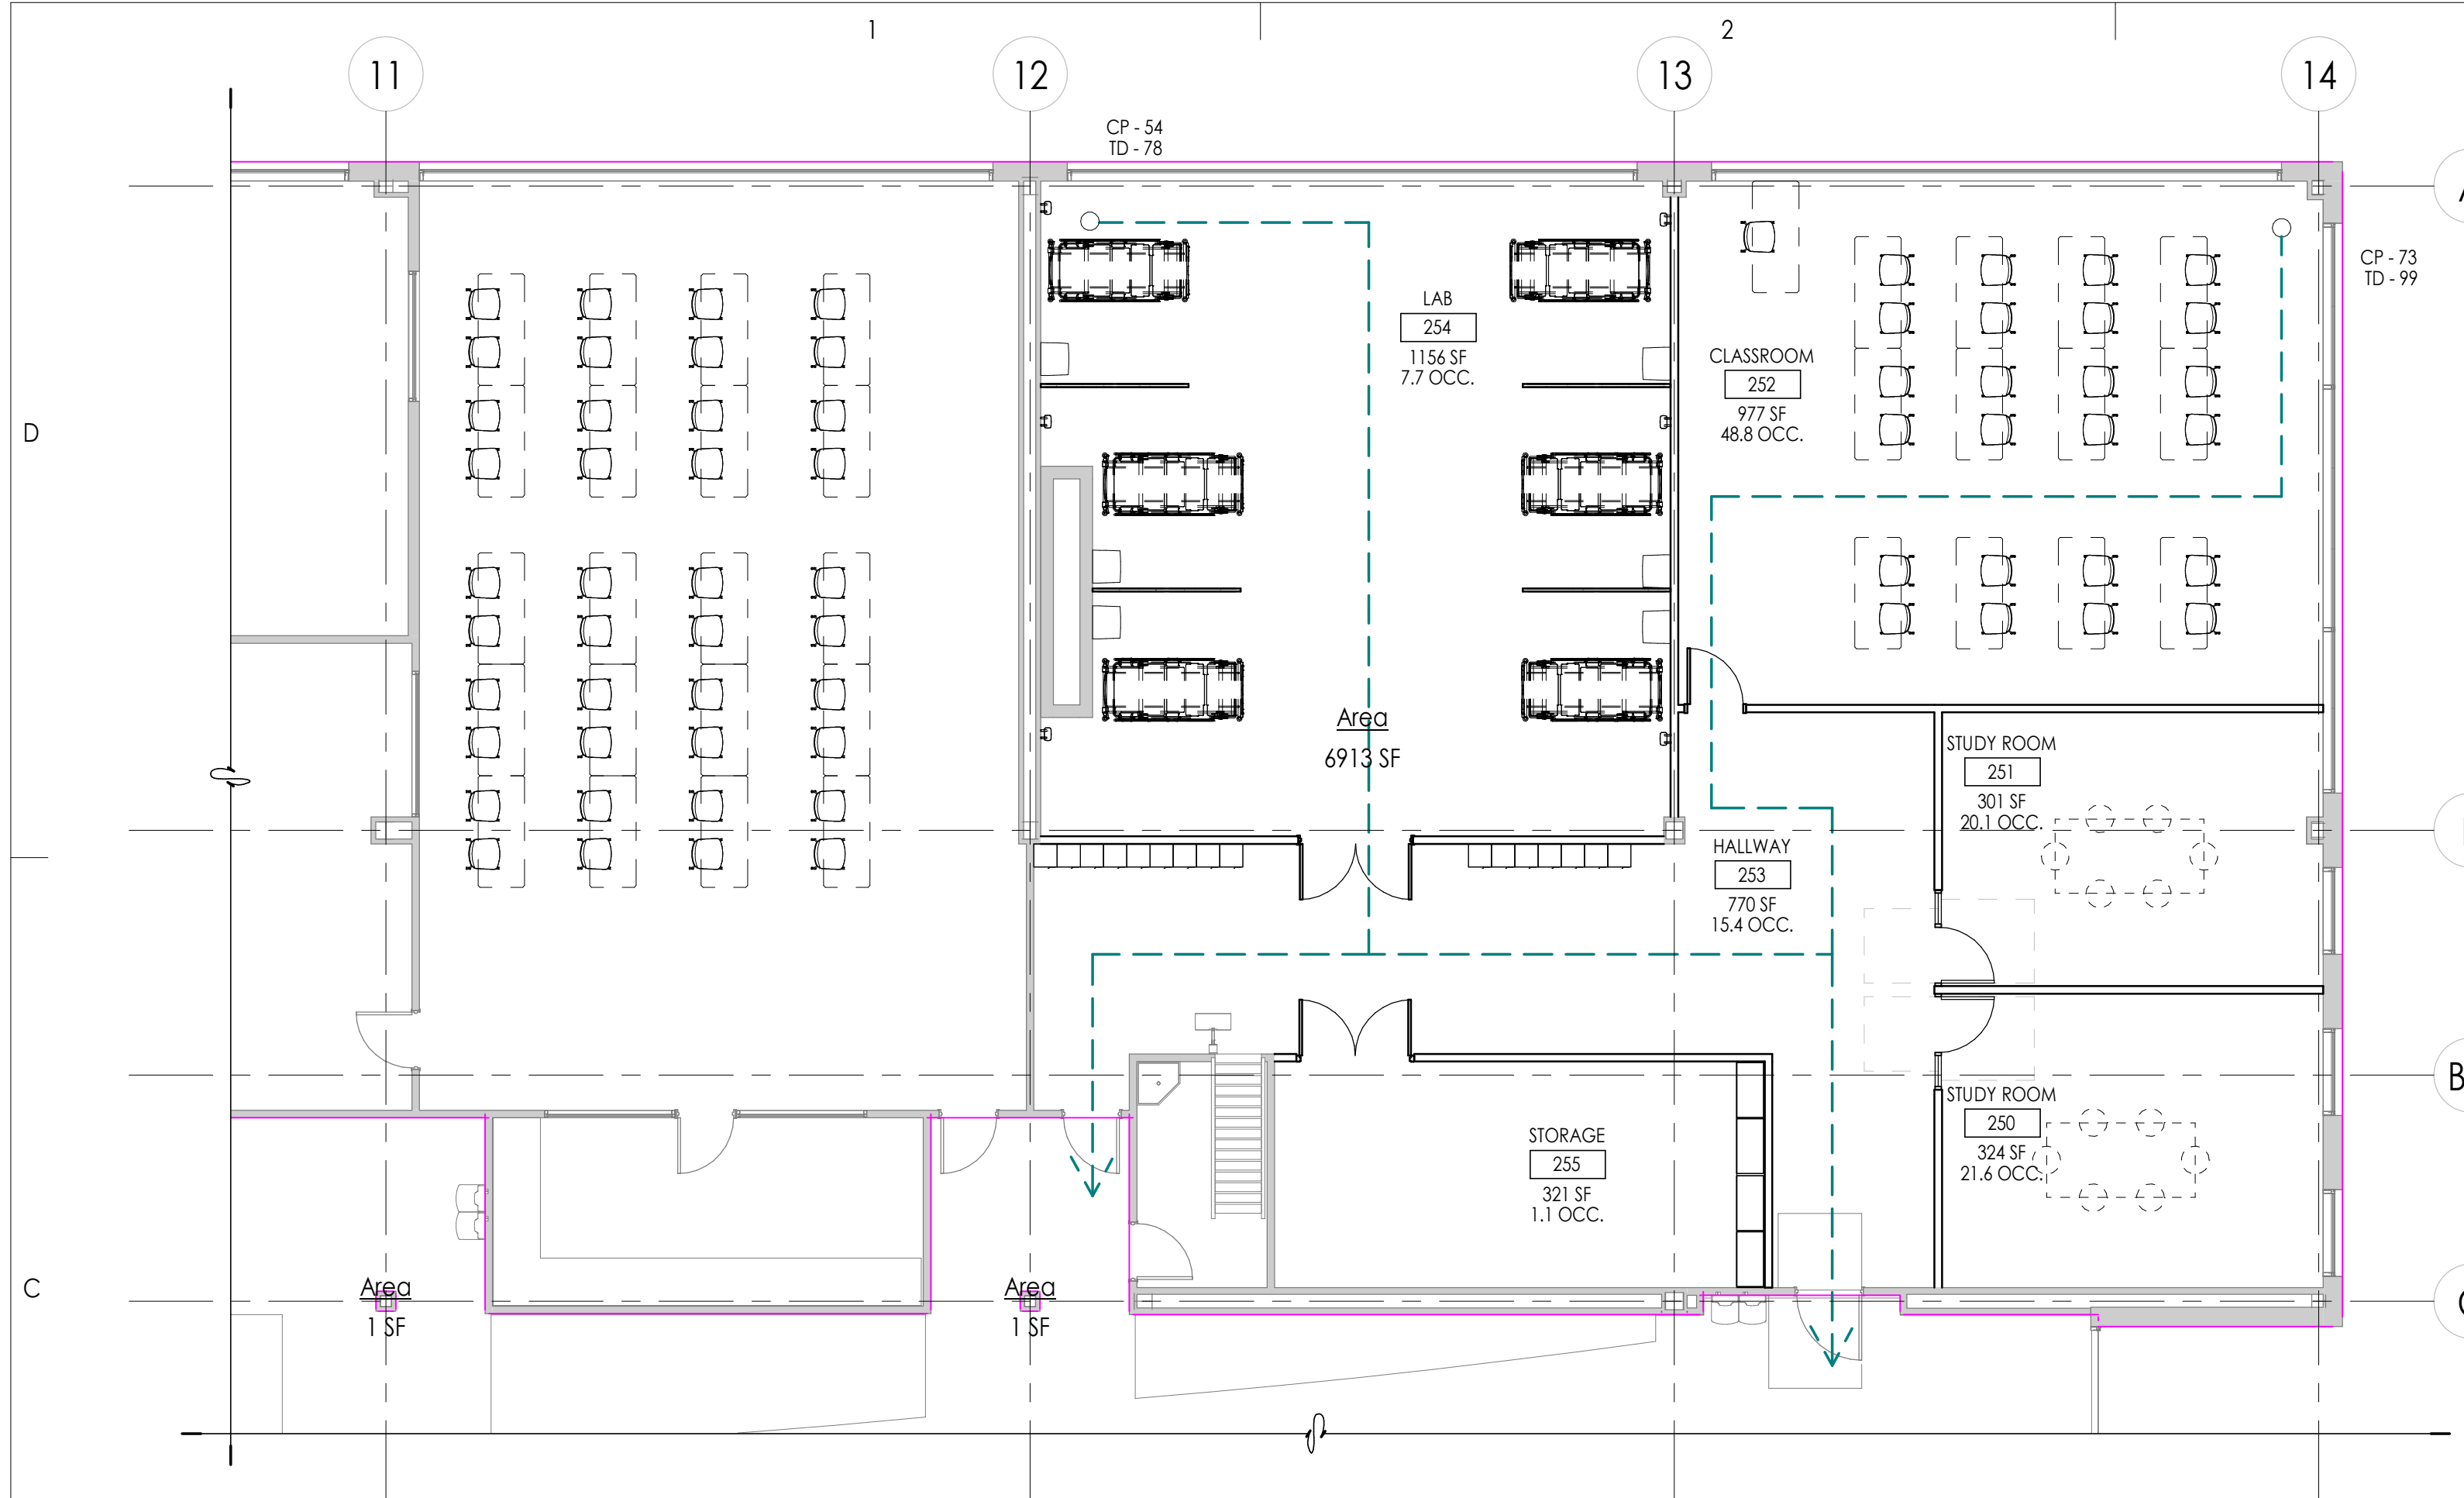 1
2
11
12
13
14
CP - 54
TD - 78
A
CP - 73
TD - 99
LAB
254
1156 SF
7.7 OCC.
CLASSROOM
252
977 SF
48.8 OCC.
D
Area
6913 SF
STUDY ROOM
251
301 SF
20.1 OCC.
HALLWAY
253
770 SF
15.4 OCC.
B
STUDY ROOM
250
324 SF
21.6 OCC.
STORAGE
255
321 SF
1.1 OCC.
C
Area
1 SF
Area
1 SF